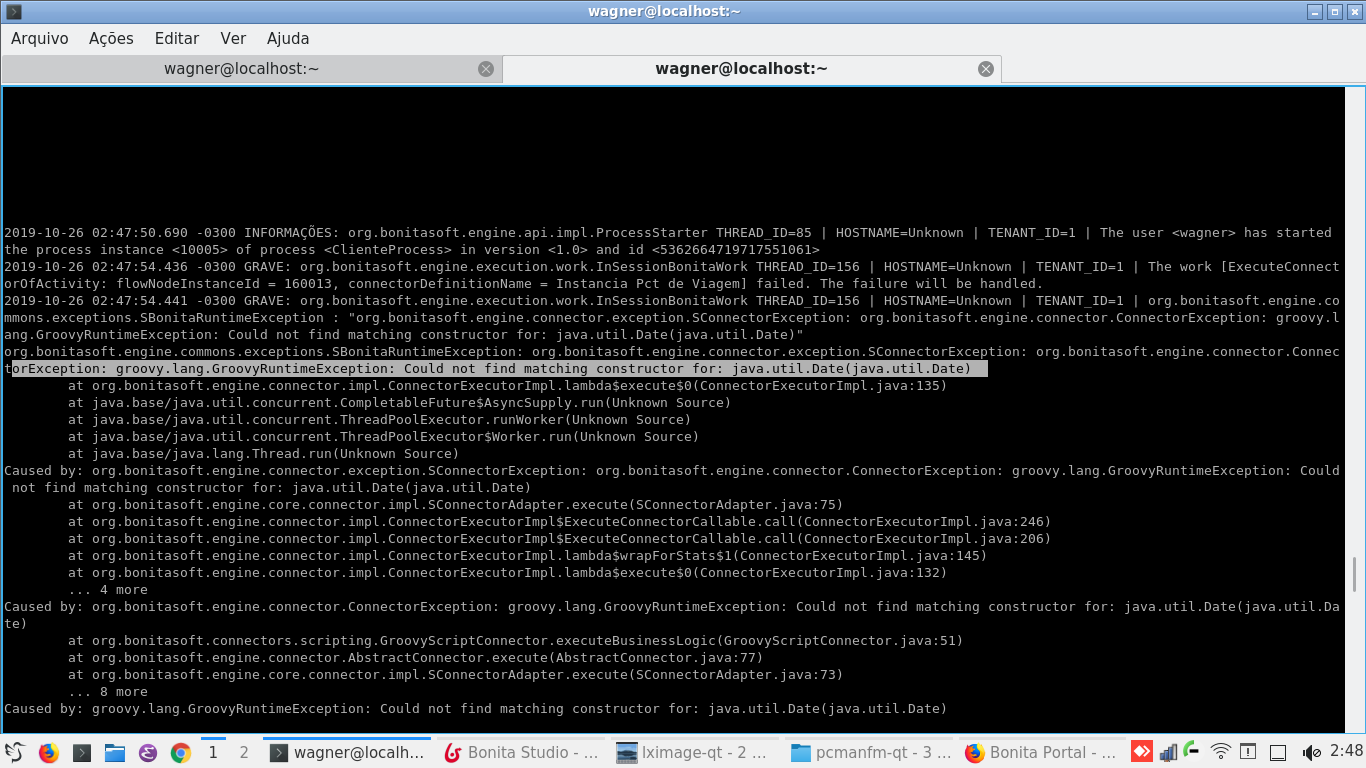 wagner@localhost:~
Arquivo Ações Editar Ver Ajuda
wagner@localhost:~ wagner@localhost:~
2019-10-26 02:47:50.690 -0300 INFORMAÇÕES: org.bonitasoft.engine.api.impl.ProcessStarter THREAD_ID=85 | HOSTNAME=Unknown | TENANT_ID=1 | The user <wagner> has started
the process instance <10005> of process <ClienteProcess> in version <1.0> and id <5362664719717551061>
2019-10-26 02:47:54.436 -0300 GRAVE: org.bonitasoft.engine.execution.work.InSessionBonitaWork THREAD_ID=156 | HOSTNAME=Unknown | TENANT_ID=1 | The work [ExecuteConnect
orOfActivity: flowNodeInstanceId = 160013, connectorDefinitionName = Instancia Pct de Viagem] failed. The failure will be handled.
2019-10-26 02:47:54.441 -0300 GRAVE: org.bonitasoft.engine.execution.work.InSessionBonitaWork THREAD_ID=156 | HOSTNAME=Unknown | TENANT_ID=1 | org.bonitasoft.engine.co
mmons.exceptions.SBonitaRuntimeException : "org.bonitasoft.engine.connector.exception.SConnectorException: org.bonitasoft.engine.connector.ConnectorException: groovy.l
ang.GroovyRuntimeException: Could not find matching constructor for: java.util.Date(java.util.Date)"
org.bonitasoft.engine.commons.exceptions.SBonitaRuntimeException: org.bonitasoft.engine.connector.exception.SConnectorException: org.bonitasoft.engine.connector.Connec
torException: groovy.lang.GroovyRuntimeException: Could not find matching constructor for: java.util.Date(java.util.Date)
at org.bonitasoft.engine.connector.impl.ConnectorExecutorImpl.lambda$execute$0(ConnectorExecutorImpl.java:135)
at java.base/java.util.concurrent.CompletableFuture$AsyncSupply.run(Unknown Source)
at java.base/java.util.concurrent.ThreadPoolExecutor.runWorker(Unknown Source)
at java.base/java.util.concurrent.ThreadPoolExecutor$Worker.run(Unknown Source)
at java.base/java.lang.Thread.run(Unknown Source)
Caused by: org.bonitasoft.engine.connector.exception.SConnectorException: org.bonitasoft.engine.connector.ConnectorException: groovy.lang.GroovyRuntimeException: Could
not find matching constructor for: java.util.Date(java.util.Date)
at org.bonitasoft.engine.core.connector.impl.SConnectorAdapter.execute(SConnectorAdapter.java:75)
at org.bonitasoft.engine.connector.impl.ConnectorExecutorImpl$ExecuteConnectorCallable.call(ConnectorExecutorImpl.java:246)
at org.bonitasoft.engine.connector.impl.ConnectorExecutorImpl$ExecuteConnectorCallable.call(ConnectorExecutorImpl.java:206)
at org.bonitasoft.engine.connector.impl.ConnectorExecutorImpl.lambda$wrapForStats$1(ConnectorExecutorImpl.java:145)
at org.bonitasoft.engine.connector.impl.ConnectorExecutorImpl.lambda$execute$0(ConnectorExecutorImpl.java:132)
... 4 more
Caused by: org.bonitasoft.engine.connector.ConnectorException: groovy.lang.GroovyRuntimeException: Could not find matching constructor for: java.util.Date(java.util.Da
te)
at org.bonitasoft.connectors.scripting.GroovyScriptConnector.executeBusinessLogic(GroovyScriptConnector.java:51)
at org.bonitasoft.engine.connector.AbstractConnector.execute(AbstractConnector.java:77)
at org.bonitasoft.engine.core.connector.impl.SConnectorAdapter.execute(SConnectorAdapter.java:73)
... 8 more
Caused by: groovy.lang.GroovyRuntimeException: Could not find matching constructor for: java.util.Date(java.util.Date)
1 2 wagner@localh... Bonita Studio - ... lximage-qt - 2 ... pcmanfm-qt - 3 ... Bonita Portal - ... 2:48